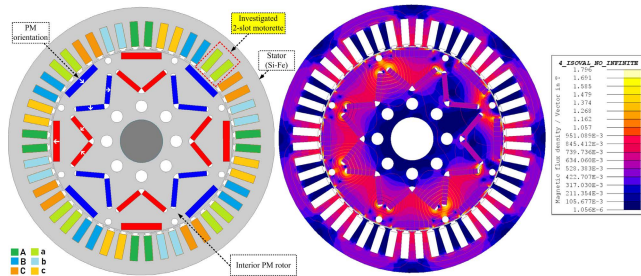 PM
orientation
Investigated
2-slot motorette
Stator
(Si-Fe)
A
a
B
b
C
c
Interior PM rotor
4_ISOVAL_NO_INFINITE
Magnetic flux density / Vector in T
1.796
1.691
1.585
1.479
1.374
1.268
1.162
1.057
951.089E-3
845.412E-3
739.736E-3
634.060E-3
528.383E-3
422.707E-3
317.030E-3
211.354E-3
105.677E-3
1.056E-6